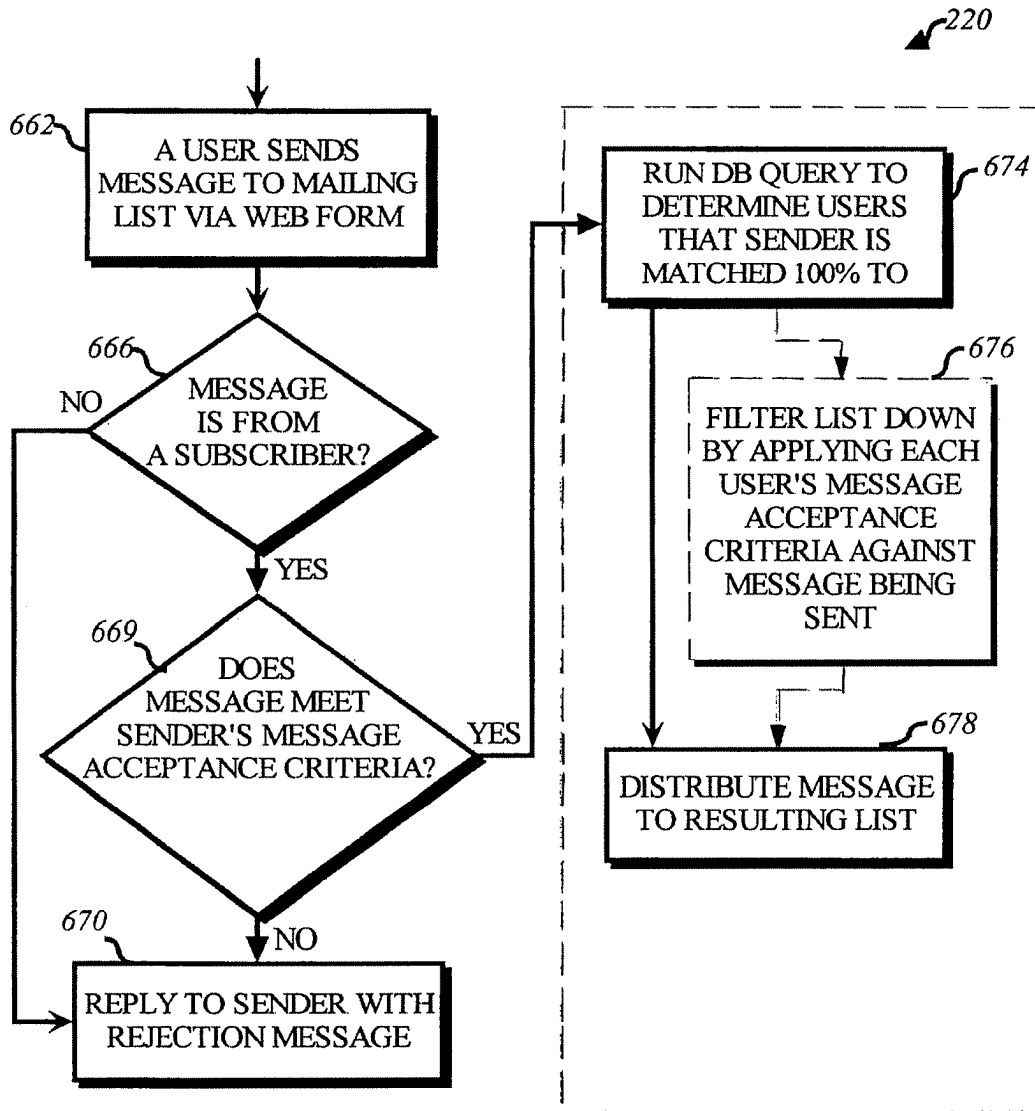 220
662
A USER SENDS
MESSAGE TO MAILING
LIST VIA WEB FORM
666
NO
MESSAGE
IS FROM
A SUBSCRIBER?
YES
669
DOES
MESSAGE MEET
SENDER'S MESSAGE
ACCEPTANCE CRITERIA?
YES
670
NO
REPLY TO SENDER WITH
REJECTION MESSAGE
674
RUN DB QUERY TO
DETERMINE USERS
THAT SENDER IS
MATCHED 100% TO
676
FILTER LIST DOWN
BY APPLYING EACH
USER'S MESSAGE
ACCEPTANCE
CRITERIA AGAINST
MESSAGE BEING
SENT
678
DISTRIBUTE MESSAGE
TO RESULTING LIST